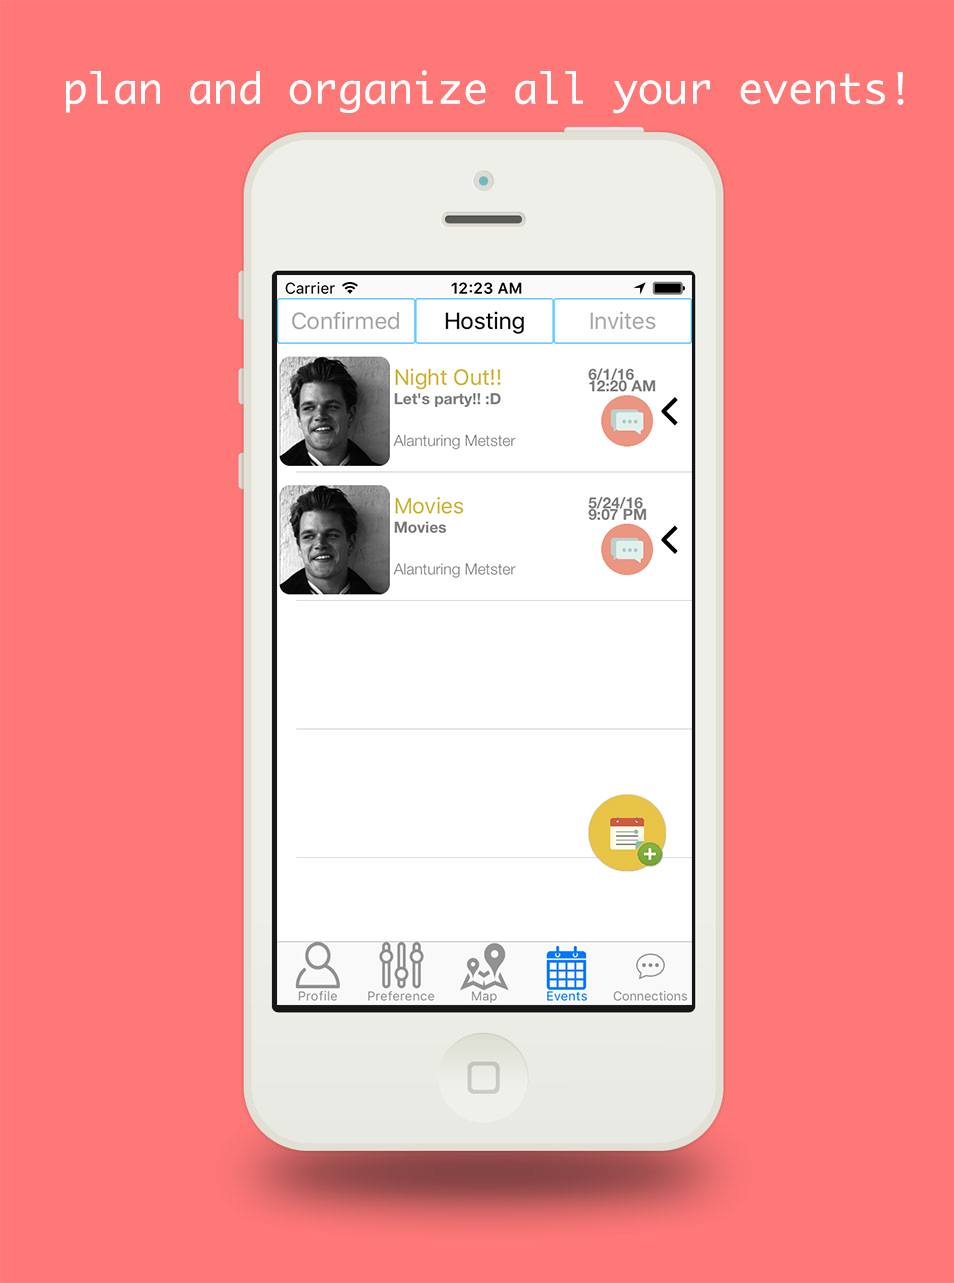 plan and organize all your events!
Carrier 12:23 AM
Confirmed Hosting Invites
Night Out!!
Let's party!! :D
Alanturing Metster
6/1/16
12:20 AM
Movies
Movies
Alanturing Metster
5/24/16
9:07 PM
Profile Preference Map Events Connections